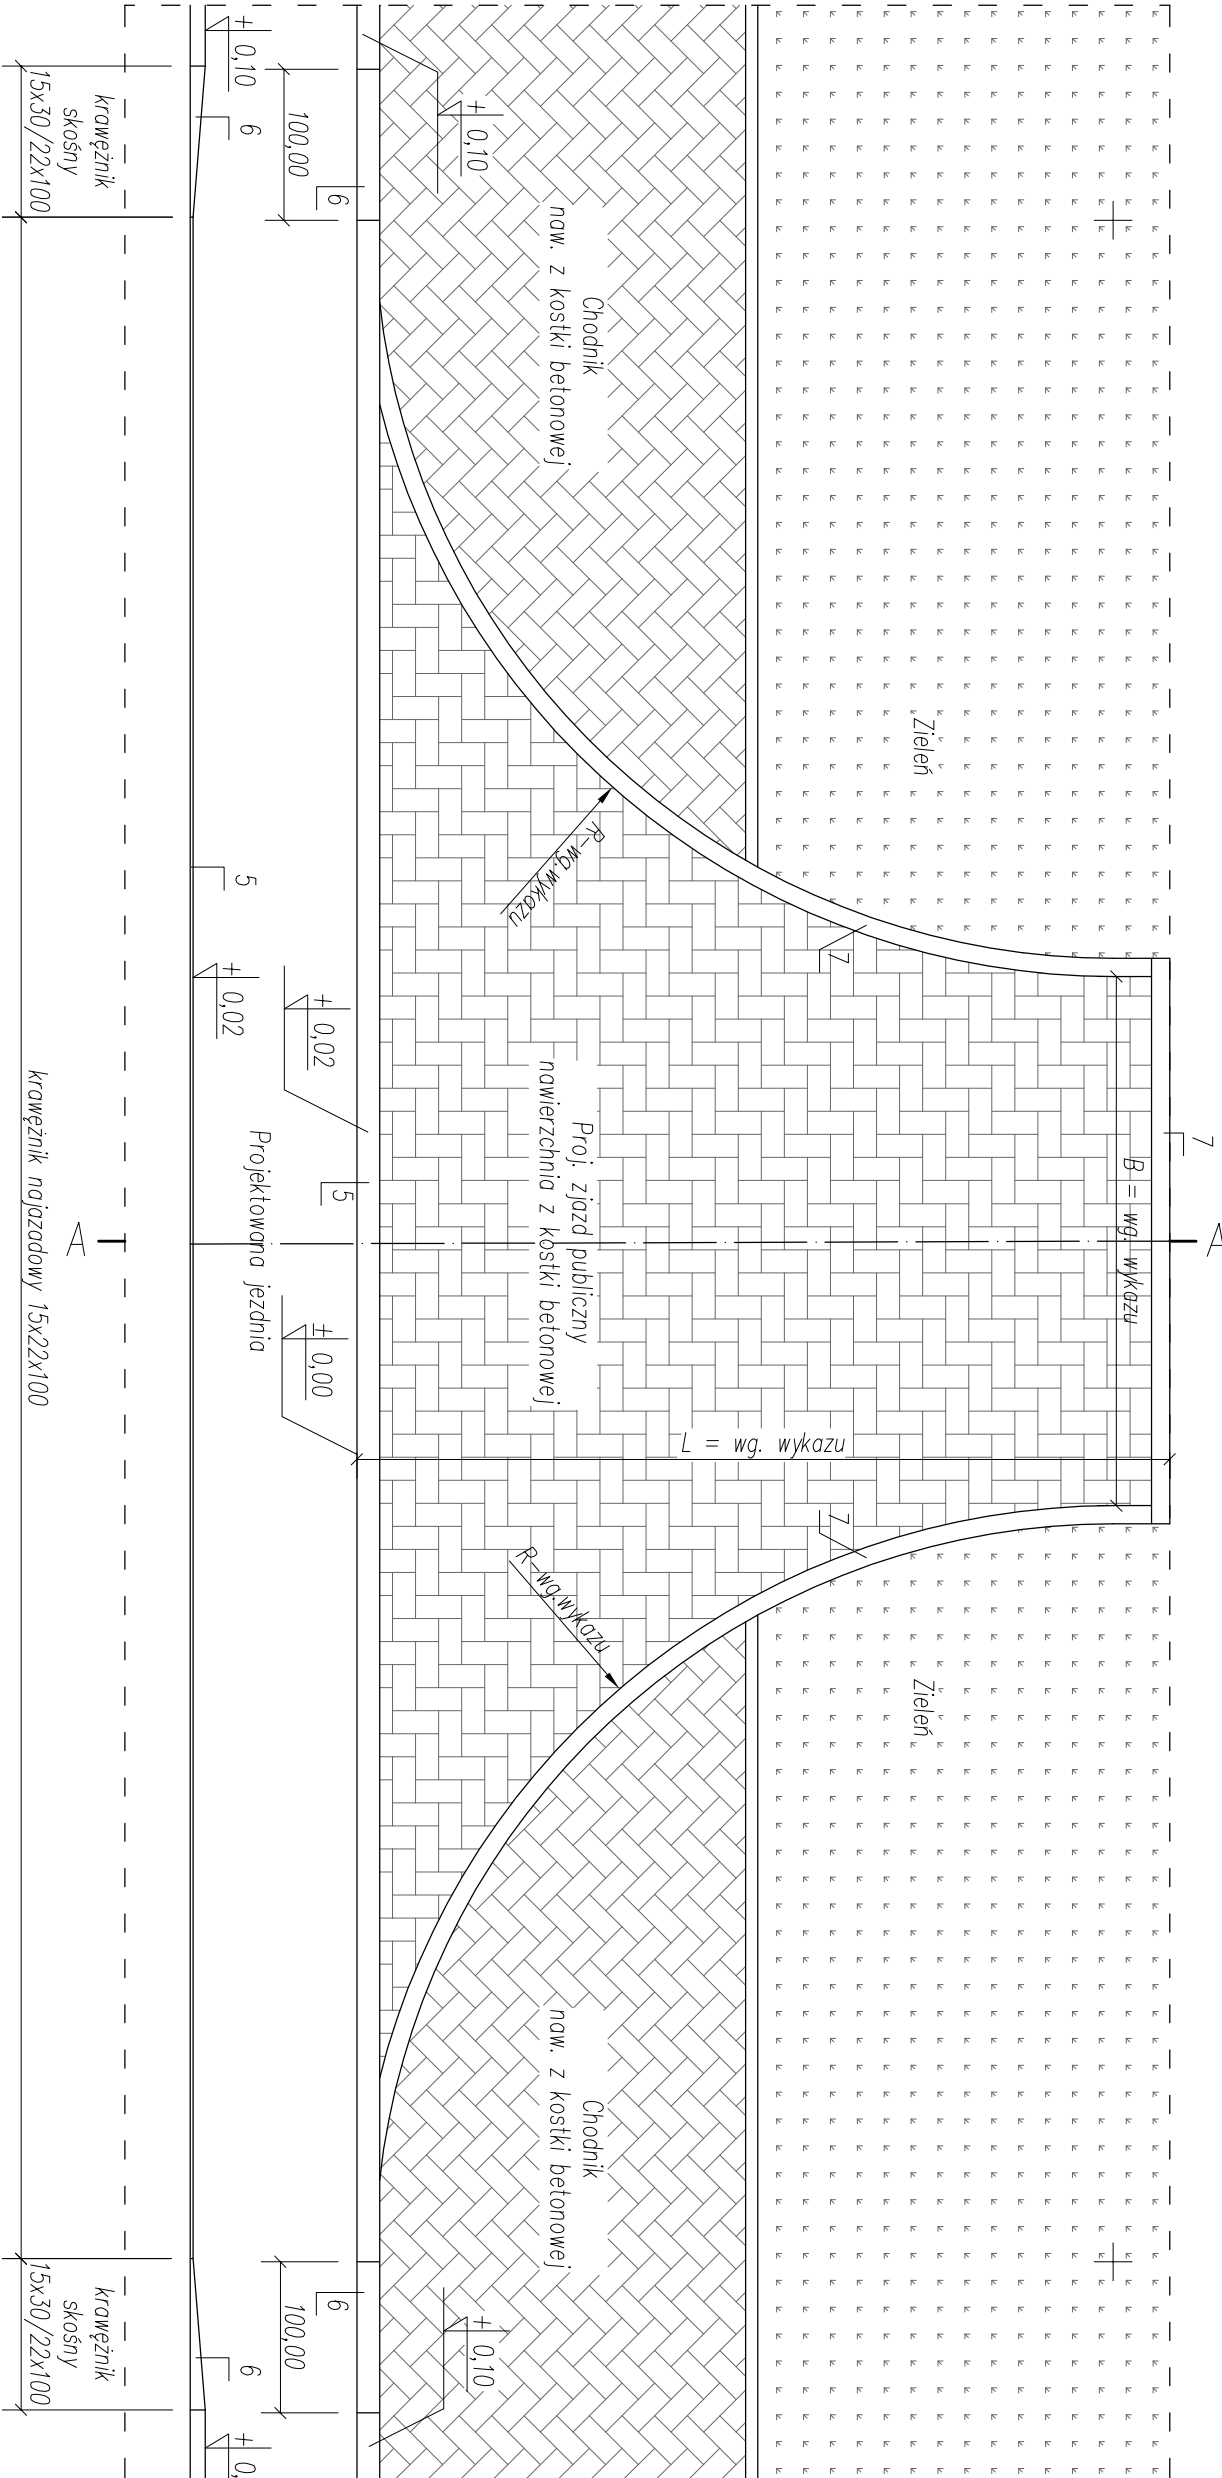 + 0,10
krawężnik
skośny
15x30/22x100
6
100,00
6
+ 0,10
Chodnik
naw. z kostki betonowej
Zieleń
R-wg.wykazu
7
5
+ 0,02
+ 0,02
7
B = wg. wykazu
Proj. zjazd publiczny
nawierzchnia z kostki betonowej
5
Projektowana jezdnia
A
A
krawężnik najazdowy 15x22x100
± 0,00
L = wg. wykazu
7
R-wg.wykazu
Zieleń
Chodnik
naw. z kostki betonowej
6
100,00
+ 0,10
krawężnik
skośny
15x30/22x100
6
+ 0,